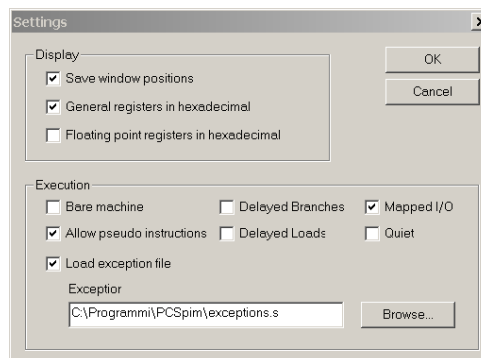 Settings
Display
OK
Save window positions
Cancel
General registers in hexadecimal
Floating point registers in hexadecimal
Execution
Bare machine
Delayed Branches
Mapped I/O
Allow pseudo instructions
Delayed Loads
Quiet
Load exception file
Exceptior
C:\Programmi\PCSpim\exceptions.s
Browse...